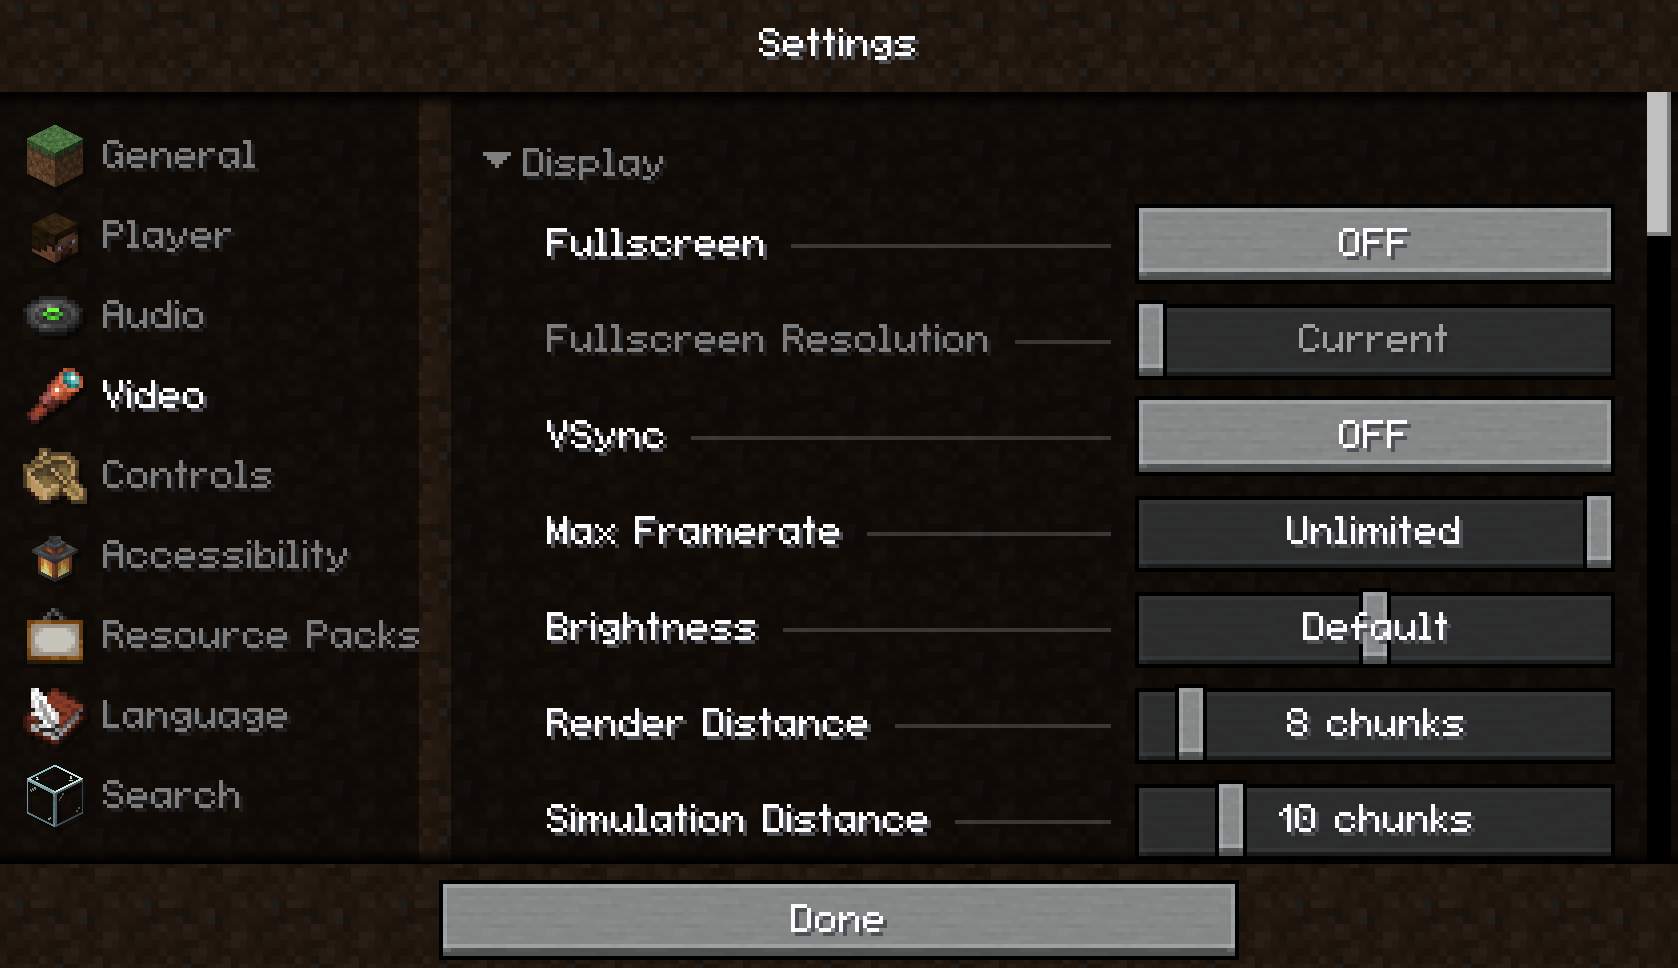 Settings
General
Player
Audio
Video
Controls
Accessibility
Resource Packs
Language
Search
Display
Fullscreen OFF
Fullscreen Resolution Current
VSync OFF
Max Framerate Unlimited
Brightness Default
Render Distance 8 chunks
Simulation Distance 10 chunks
Done